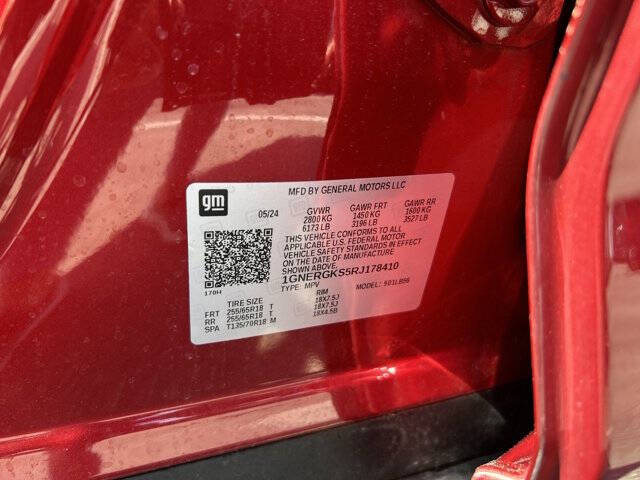 gm
MFD BY GENERAL MOTORS LLC
05/24 GVWR GAWR FRT GAWR RR
2800 KG 1450 KG 1600 KG
6173 LB 3196 LB 3527 LB
THIS VEHICLE CONFORMS TO ALL
APPLICABLE U.S. FEDERAL MOTOR
VEHICLE SAFETY STANDARDS IN
EFFECT ON THE DATE OF MANUFACTURE
SHOWN ABOVE.
1GNERGKS5RJ178410
TYPE: MPV MODEL:
TIRE SIZE RIM
FRT 255/65R18 T 18X7.5J
RR 255/65R18 T 18X7.5J
SPA T135/70R18 M 18X4.5B